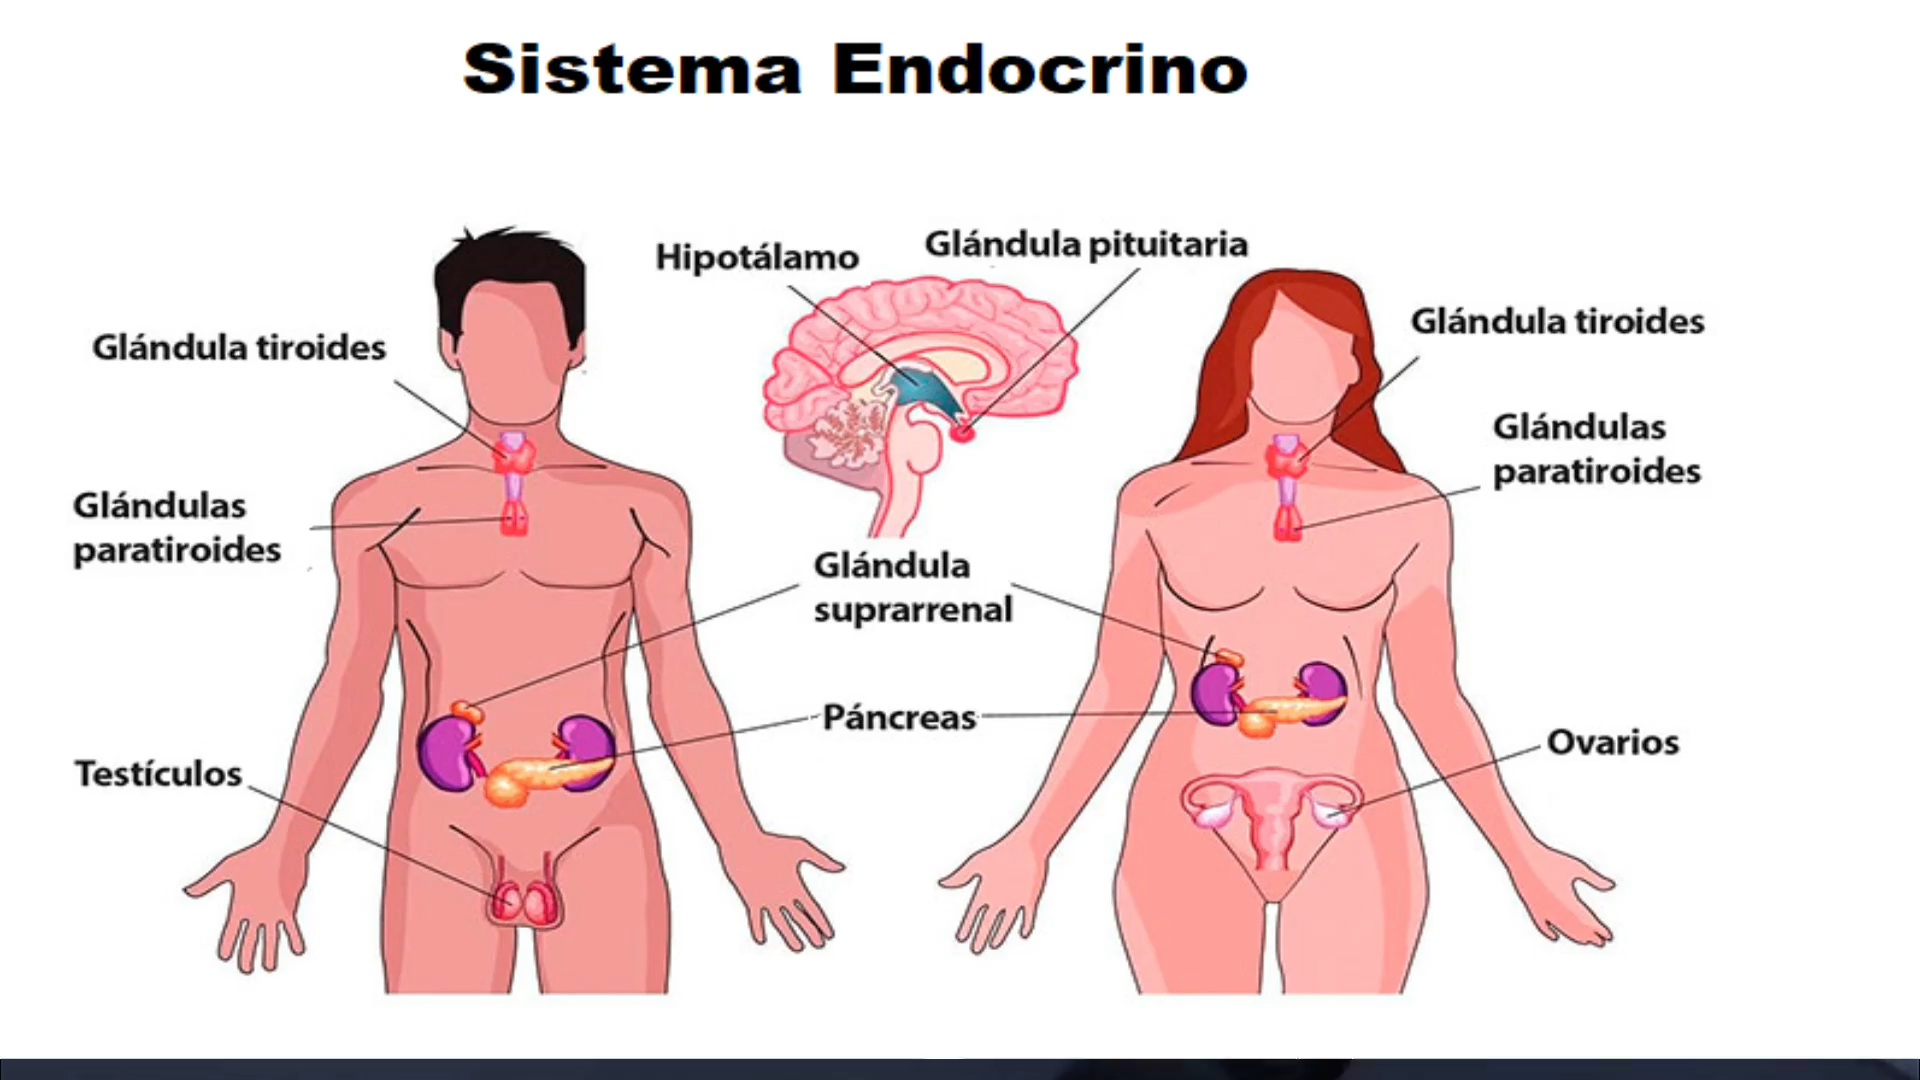 Sistema Endocrino
Hipotálamo
Glándula pituitaria
Glándula tiroides
Glándula tiroides
Glándulas
paratiroides
Glándulas
paratiroides
Glándula
suprarrenal
Páncreas
Testículos
Ovarios